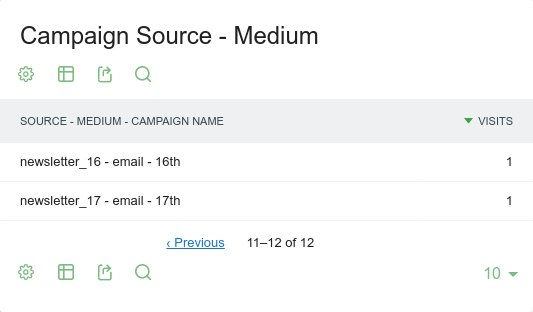 Campaign Source - Medium
SOURCE - MEDIUM - CAMPAIGN NAME VISITS
newsletter_16 - email - 16th 1
newsletter_17 - email - 17th 1
‹ Previous 11–12 of 12
10